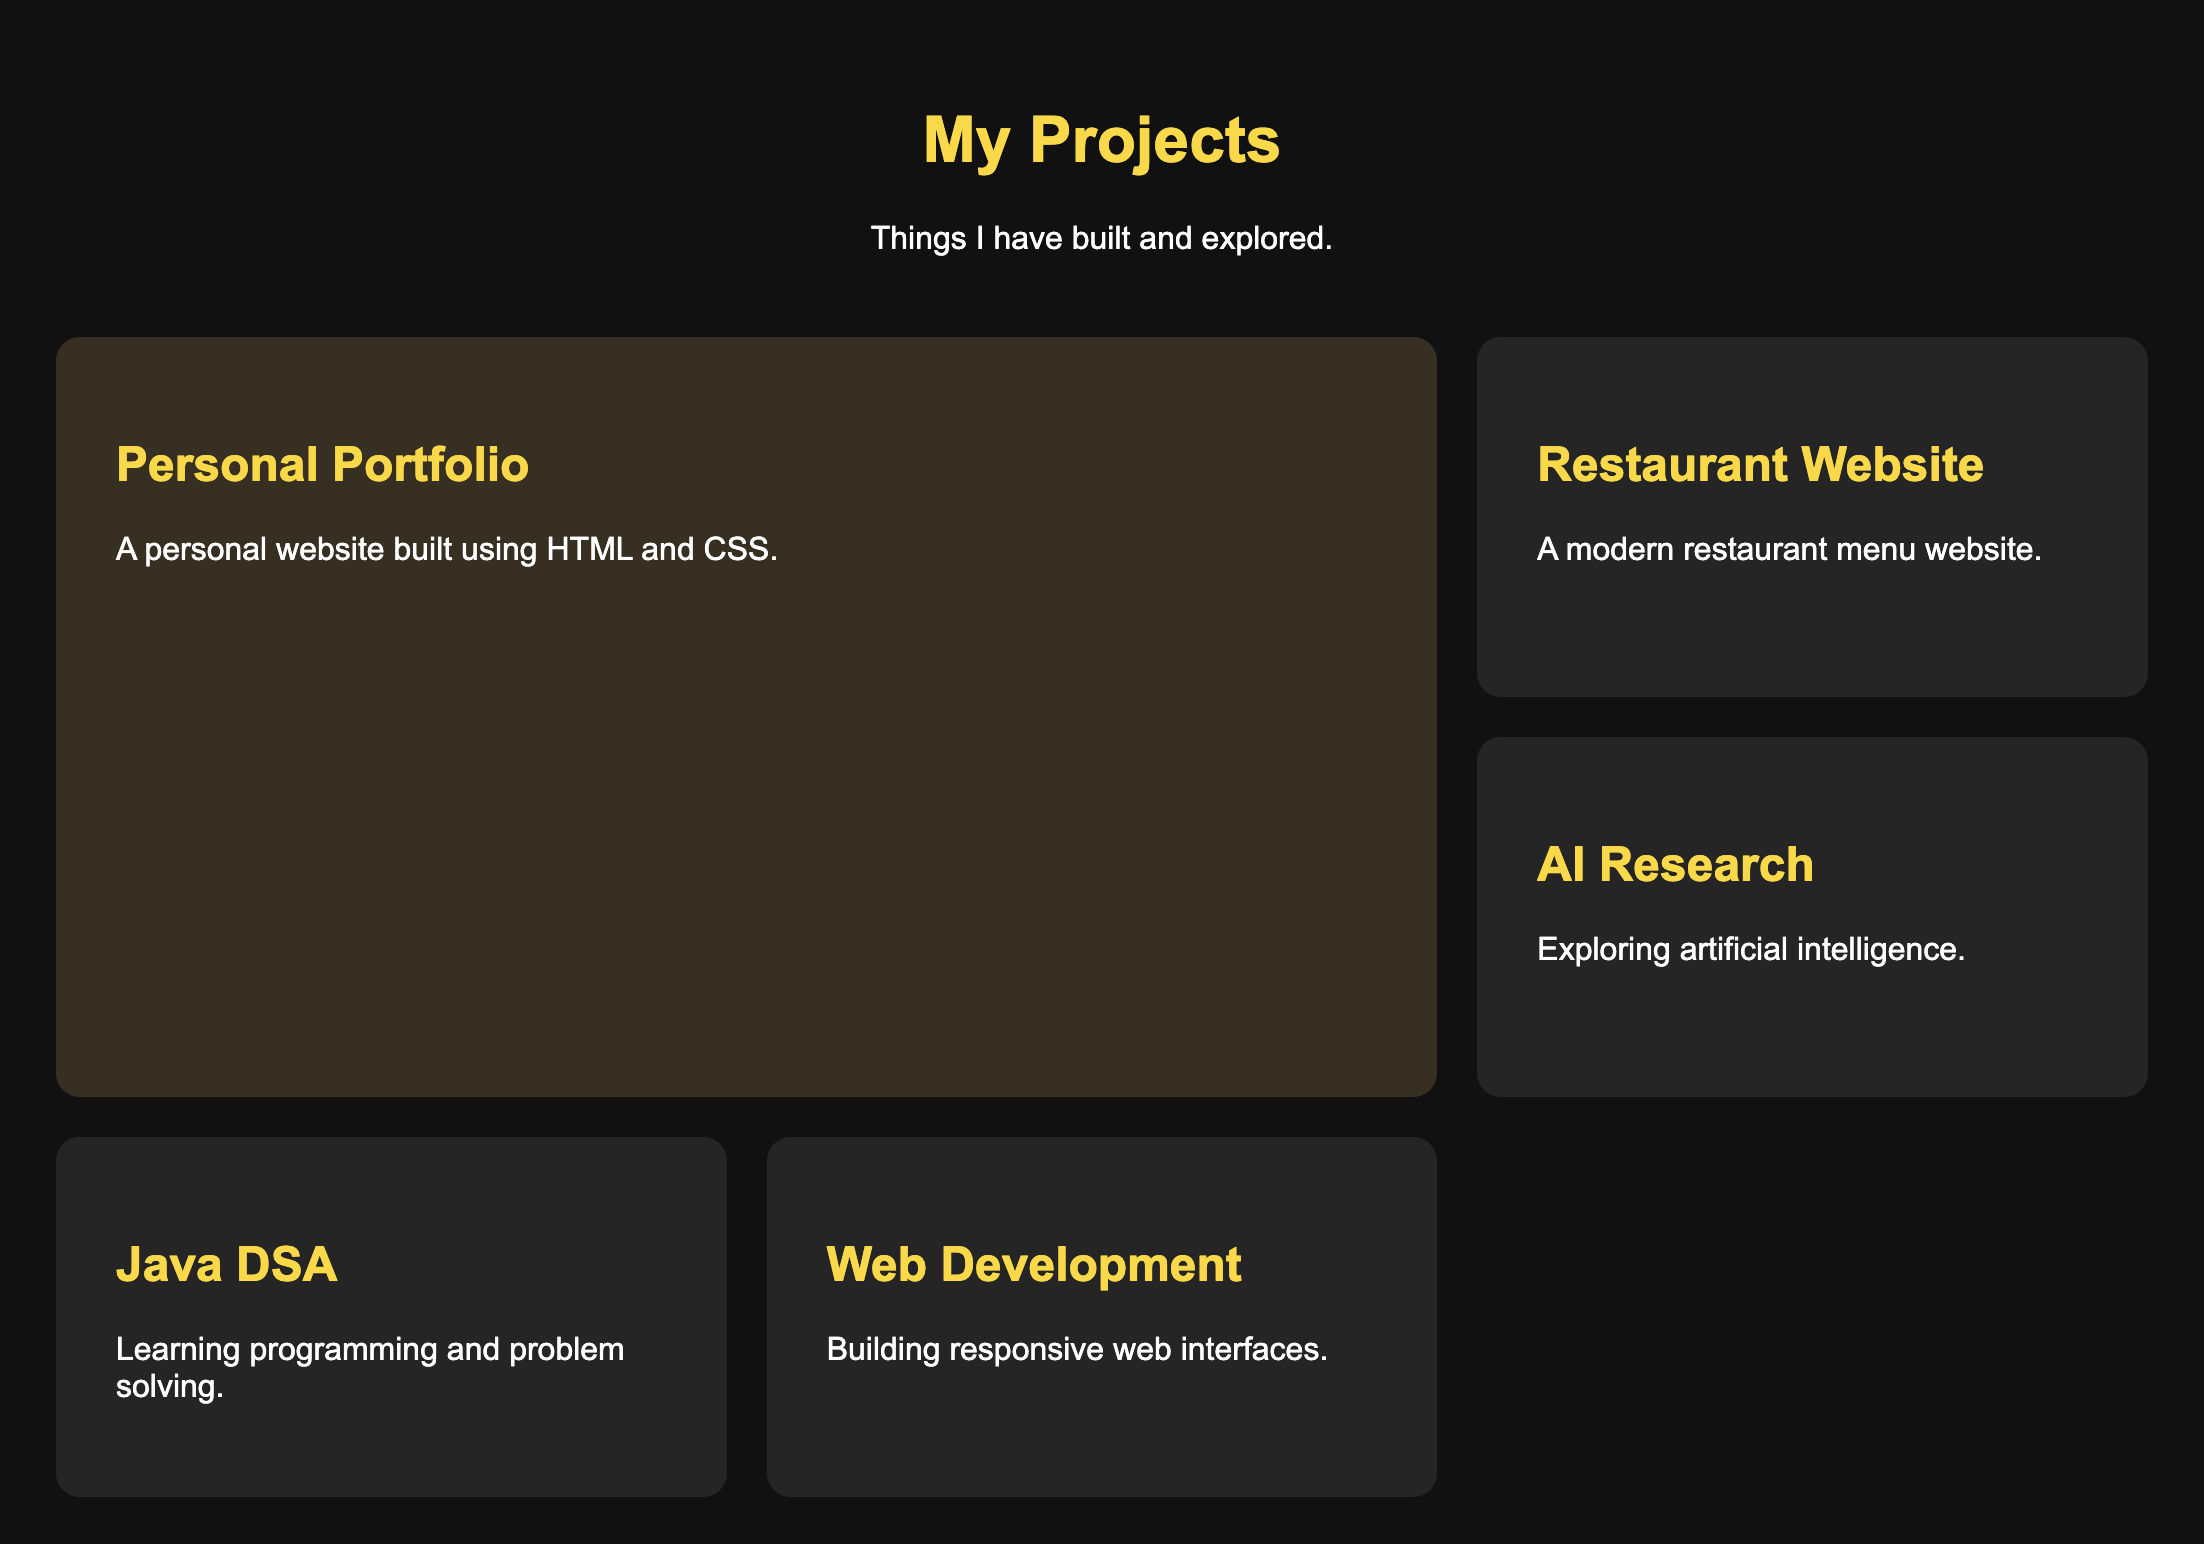 My Projects
Things I have built and explored.
Personal Portfolio
A personal website built using HTML and CSS.
Restaurant Website
A modern restaurant menu website.
AI Research
Exploring artificial intelligence.
Java DSA
Learning programming and problem
solving.
Web Development
Building responsive web interfaces.